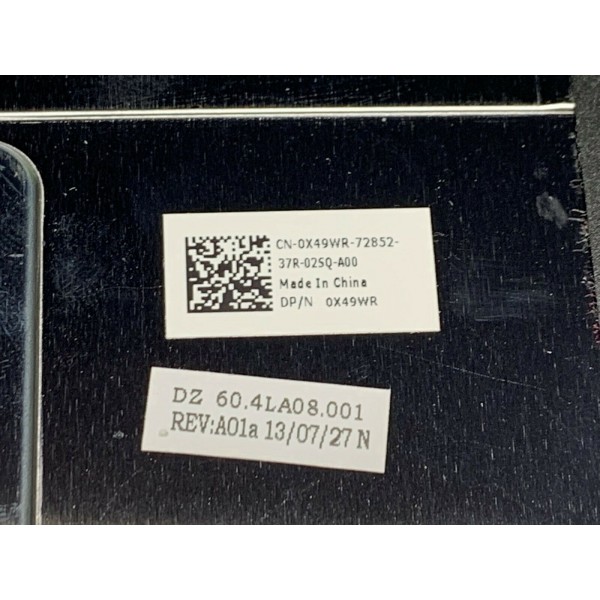 CN-0X49WR-72852-
37R-02SQ-A00
Made In China
DP/N 0X49WR
DZ 60.4LA08.001
REV:A01a 13/07/27 N